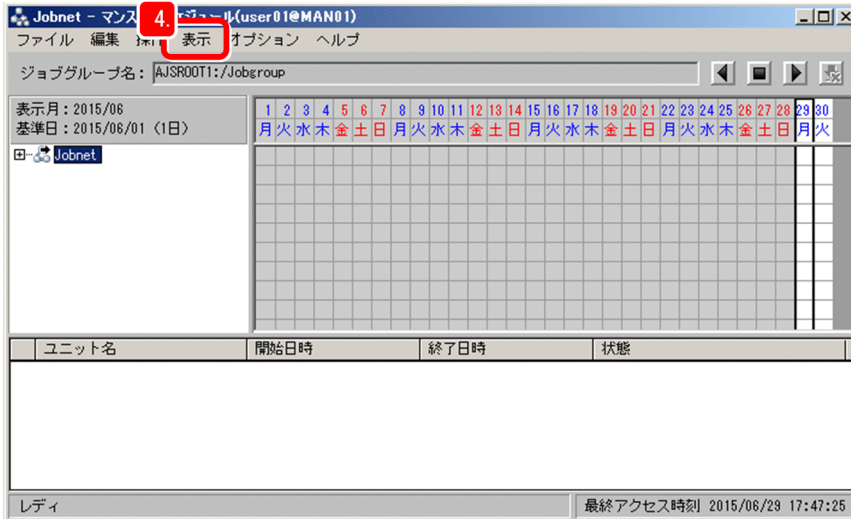 Jobnet - マンス
4.
ジュール(user01@MAN01)
ファイル 編集 表示 オプション ヘルプ
ジョブグループ名: AJSROOT1:/Jobgroup
表示月:2015/06
基準日:2015/06/01 (1日)
1 2 3 4 5 6 7 8 9 10 11 12 13 14 15 16 17 18 19 20 21 22 23 24 25 26 27 28 29 30
月 火 水 木 金 土 日 月 火 水 木 金 土 日 月 火 水 木 金 土 日 月 火 水 木 金 土 日 月 火
Jobnet
ユニット名 開始日時 終了日時 状態
レディ 最終アクセス時刻 2015/06/29 17:47:25